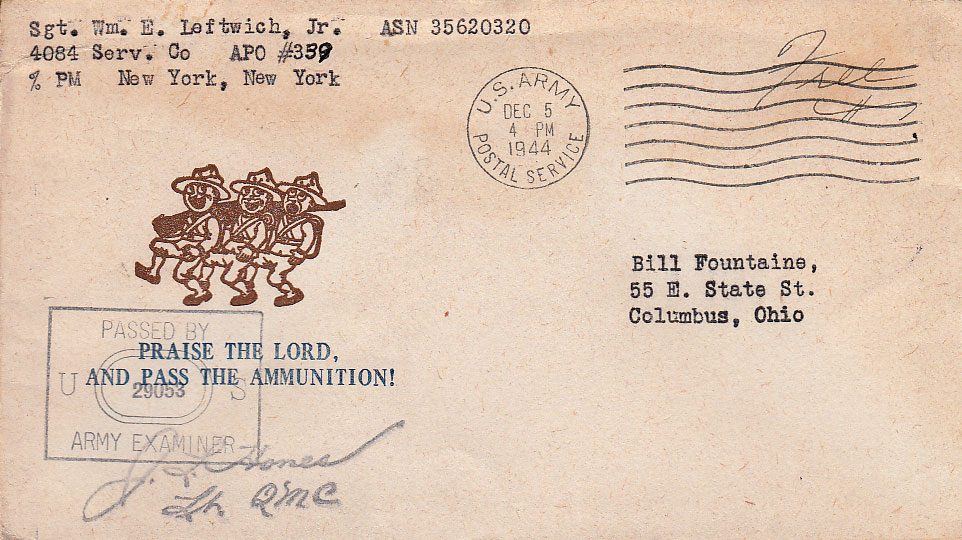 Sgt. Wm. E. Leftwich, Jr.   ASN 35620320
4084 Serv. Co   APO #339
% PM   New York, New York
U.S. ARMY
DEC 5
4 PM
1944
POSTAL SERVICE
Free
Bill Fountaine,
55 E. State St.
Columbus, Ohio
PASSED BY
PRAISE THE LORD,
AND PASS THE AMMUNITION!
U 29053 S
ARMY EXAMINER
Jones
Lt. QMC